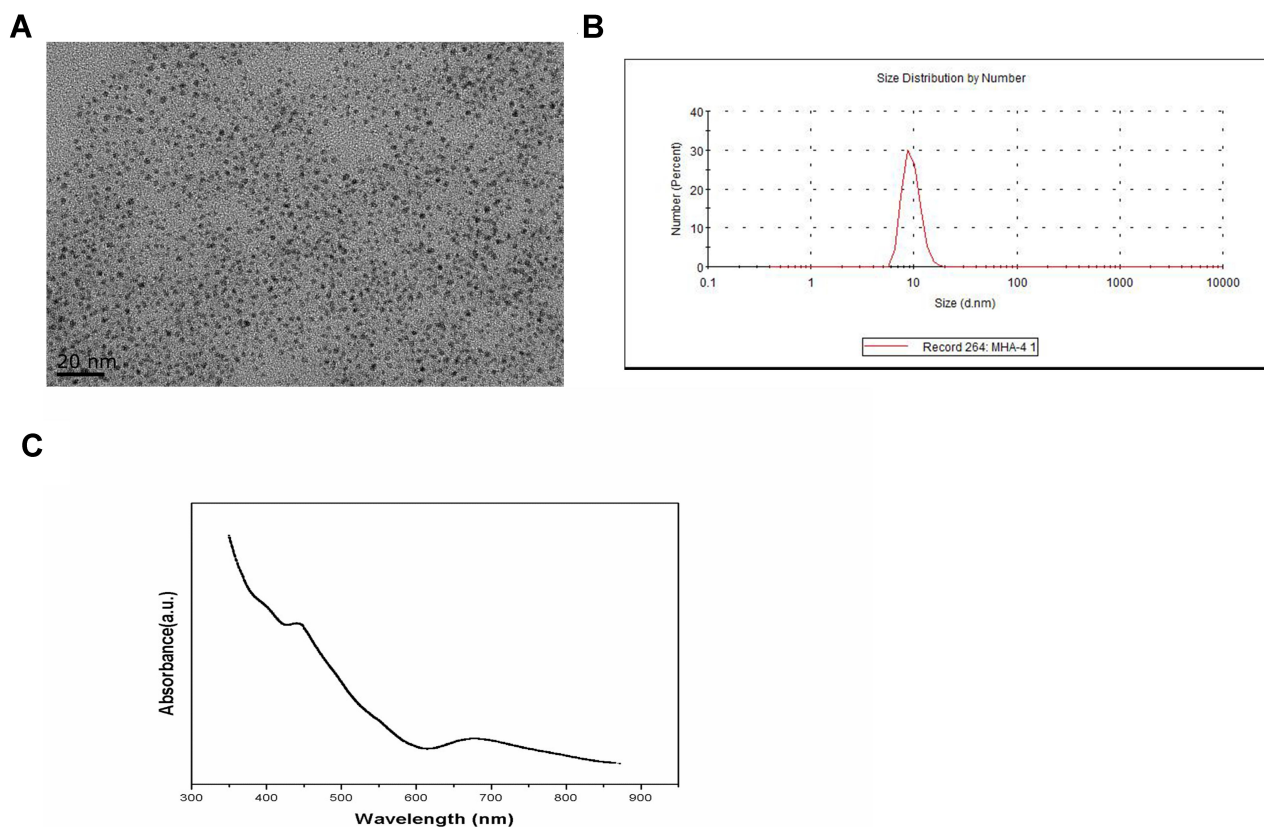 A
20 nm
B
Size Distribution by Number
Number (Percent)
40
30
20
10
0
0.1 1 10 100 1000 10000
Size (d.nm)
Record 264: MHA-4 1
C
Absorbance(a.u.)
300 400 500 600 700 800 900
Wavelength (nm)